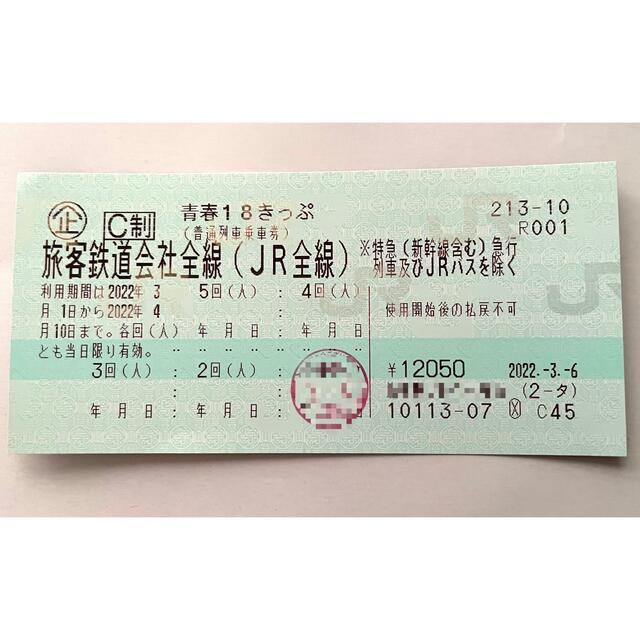 企 C制 青春18きっぷ 213-10
(普通列車乗車券) R001
旅客鉄道会社全線(JR全線) ※特急(新幹線含む)急行
列車及びJRバスを除く
利用期間は2022年 3 5回(人) : 4回(人)
月 1日から2022年 4 : : 使用開始後の払戻不可
月10日まで。各回(人) 年 月 日 : 年 月 日
とも当日限り有効。
3回(人) : 2回(人) ¥12050 2022.-3.-6
: : (2-タ)
年 月 日 : 年 月 日 10113-07 Ⓧ C45
JR